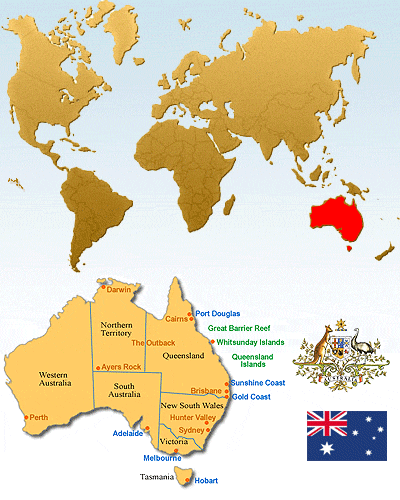 Darwin
Port Douglas
Cairns
Northern
Territory
Great Barrier Reef
The Outback
Whitsunday Islands
Queensland
Queensland
Islands
Ayers Rock
Western
Australia
South
Australia
Sunshine Coast
Brisbane
Gold Coast
New South Wales
Perth
Hunter Valley
Sydney
Adelaide
Victoria
Melbourne
Tasmania
Hobart
AUSTRALIA